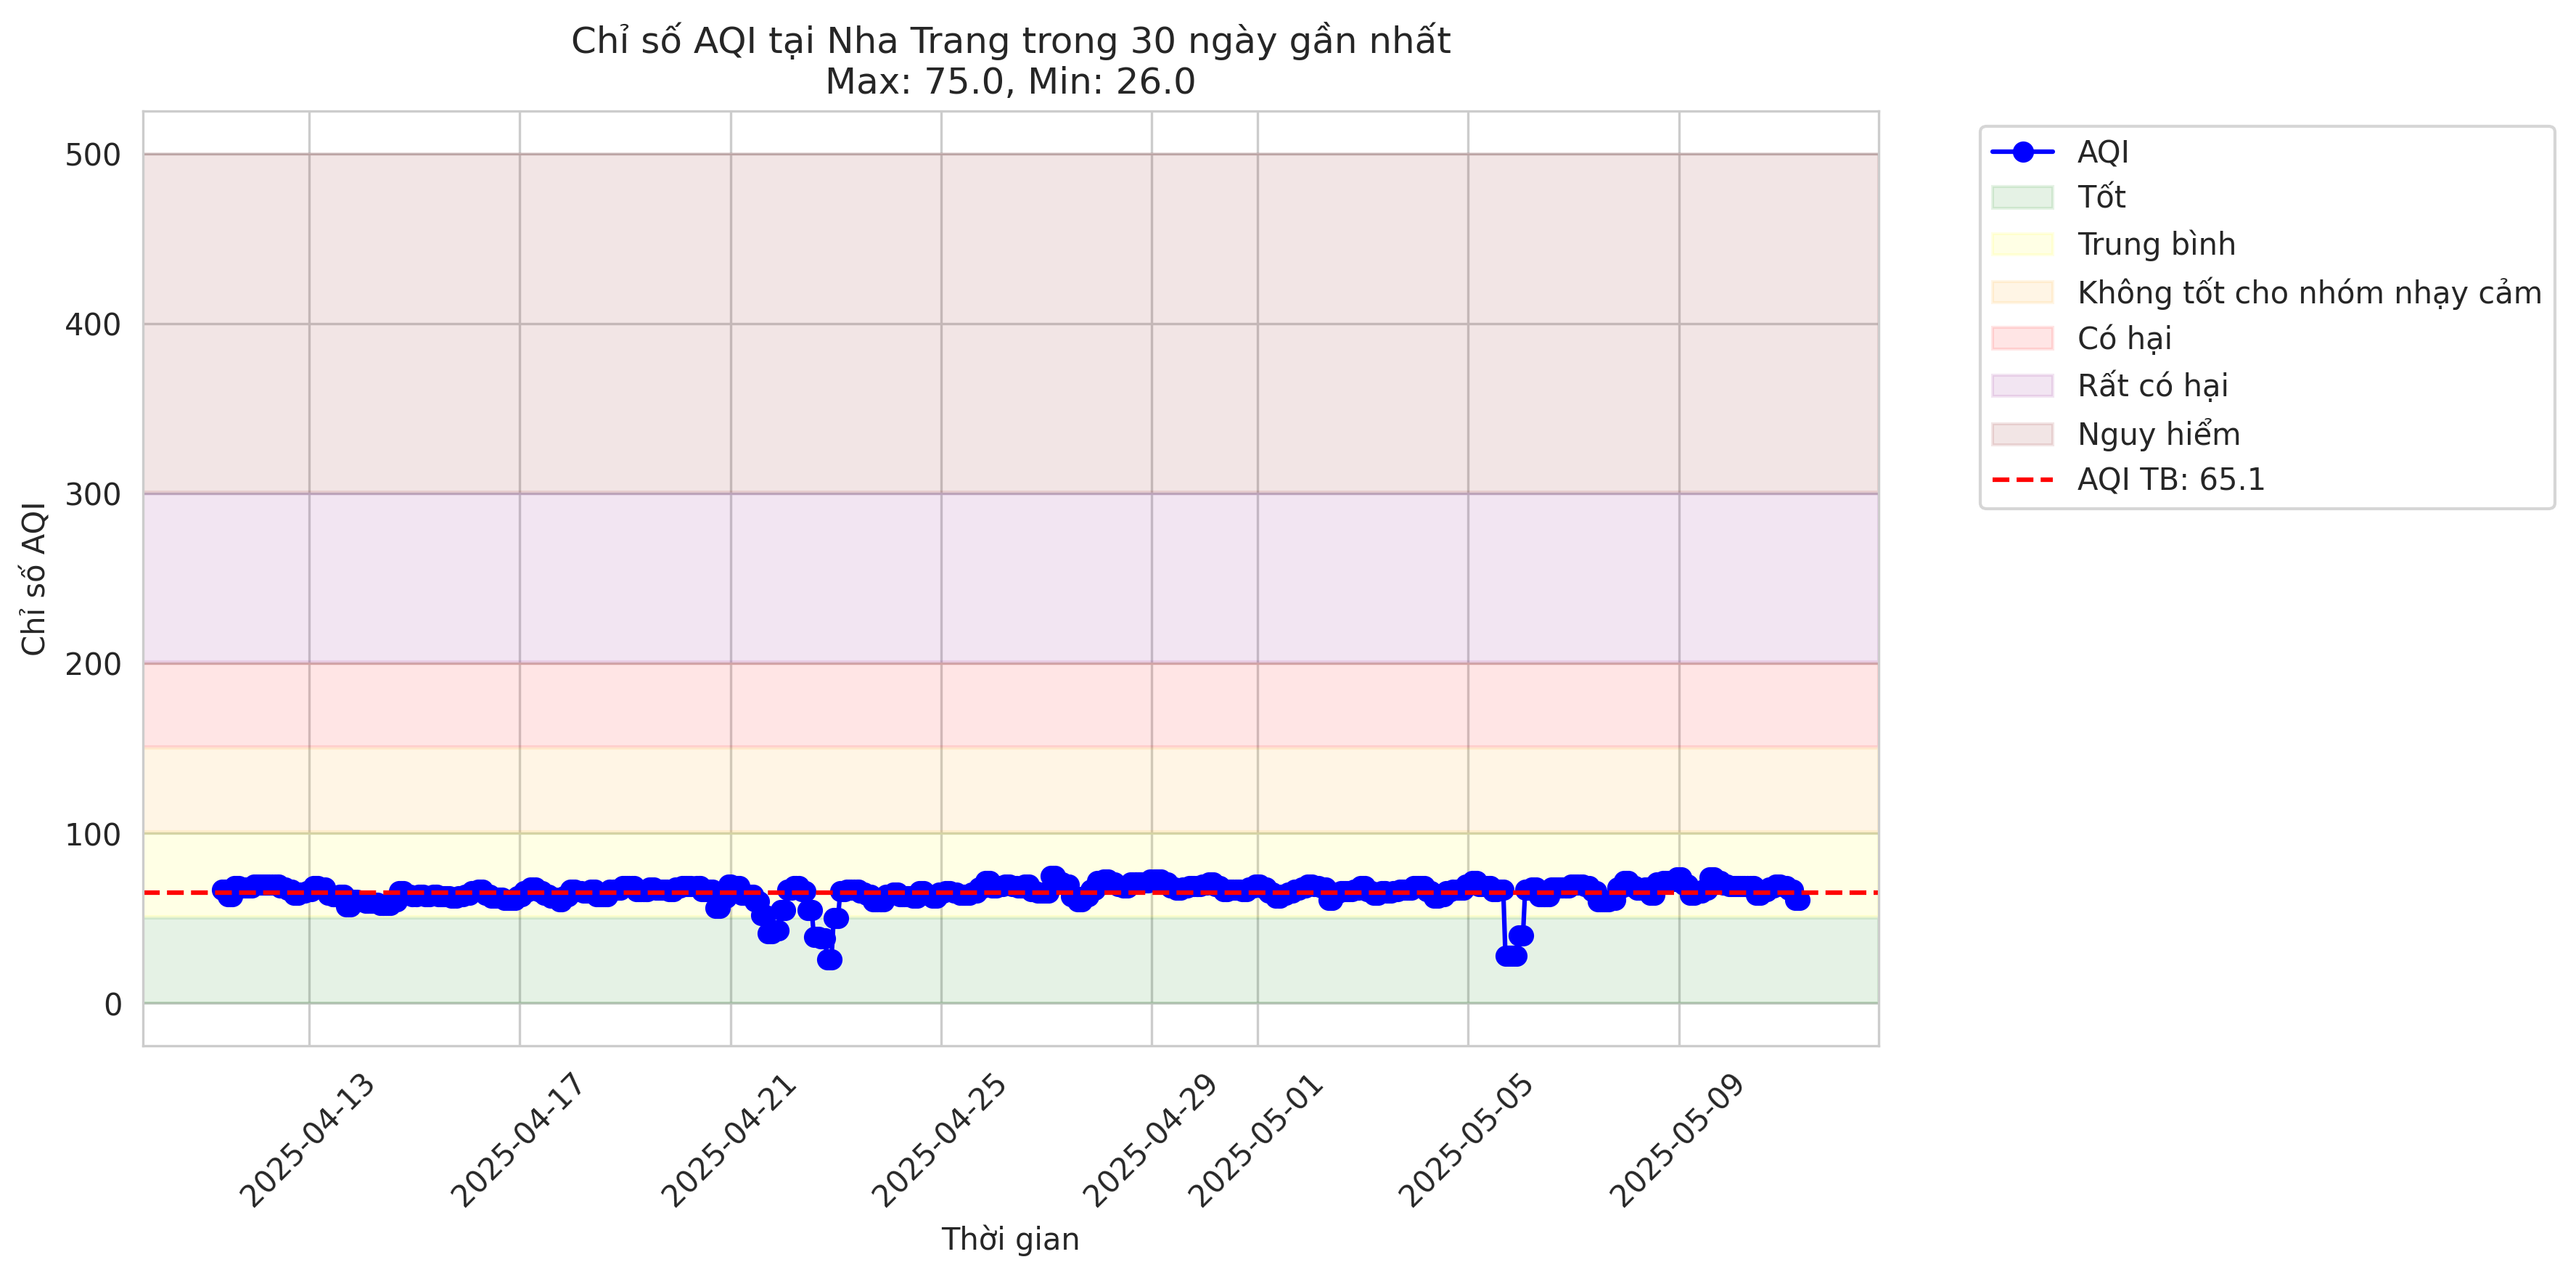 Chỉ số AQI tại Nha Trang trong 30 ngày gần nhất
Max: 75.0, Min: 26.0
Chỉ số AQI
500
400
300
200
100
0
2025-04-13
2025-04-17
2025-04-21
2025-04-25
2025-04-29
2025-05-01
2025-05-05
2025-05-09
Thời gian
AQI
Tốt
Trung bình
Không tốt cho nhóm nhạy cảm
Có hại
Rất có hại
Nguy hiểm
AQI TB: 65.1